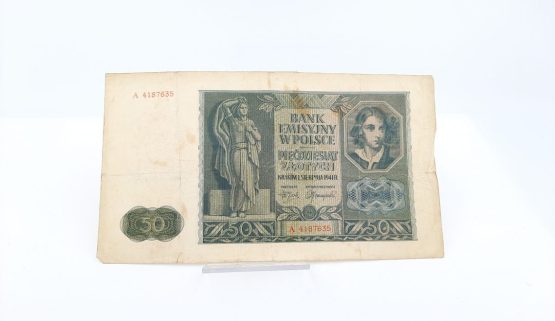 A 4187635
BANK
EMISYJNY
W POLSCE
PIĘĆDZIESIĄT
ZŁOTYCH
KRAKÓW 1. SIERPNIA 1941 R.
50
50
A 4187635
50